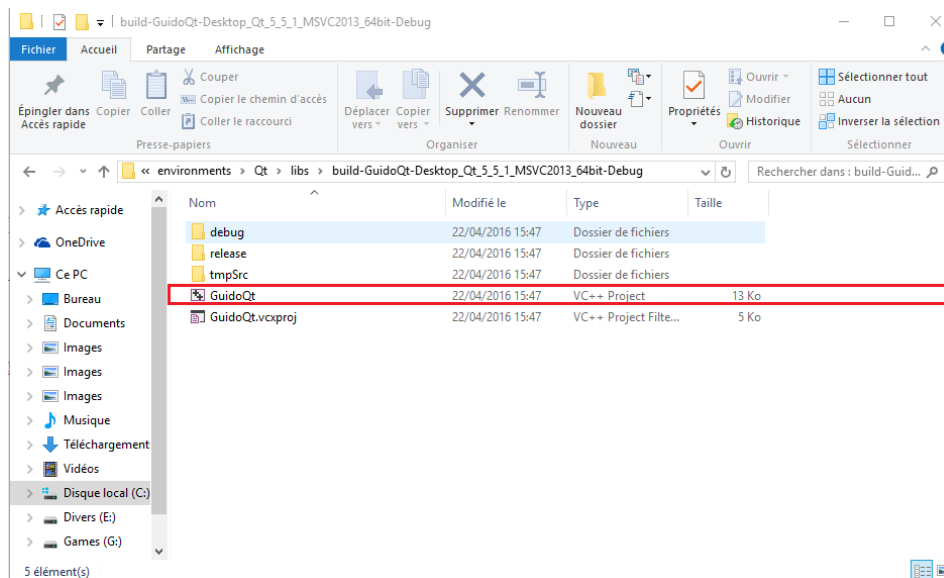 build-GuidoQt-Desktop_Qt_5_5_1_MSVC2013_64bit-Debug
Fichier Accueil Partage Affichage
Épingler dans Accès rapide
Copier
Coller
Couper
Copier le chemin d'accès
Coller le raccourci
Presse-papiers
Déplacer vers
Copier vers
Supprimer
Renommer
Organiser
Nouveau dossier
Nouveau
Propriétés
Ouvrir
Modifier
Historique
Ouvrir
Sélectionner tout
Aucun
Inverser la sélection
Sélectionner
« environments > Qt > libs > build-GuidoQt-Desktop_Qt_5_5_1_MSVC2013_64bit-Debug
Rechercher dans : build-Guid...
Accès rapide
OneDrive
Ce PC
Bureau
Documents
Images
Images
Images
Musique
Téléchargement
Vidéos
Disque local (C:)
Divers (E:)
Games (G:)
Nom Modifié le Type Taille
debug 22/04/2016 15:47 Dossier de fichiers
release 22/04/2016 15:47 Dossier de fichiers
tmpSrc 22/04/2016 15:47 Dossier de fichiers
GuidoQt 22/04/2016 15:47 VC++ Project 13 Ko
GuidoQt.vcxproj 22/04/2016 15:47 VC++ Project Filte... 5 Ko
5 élément(s)